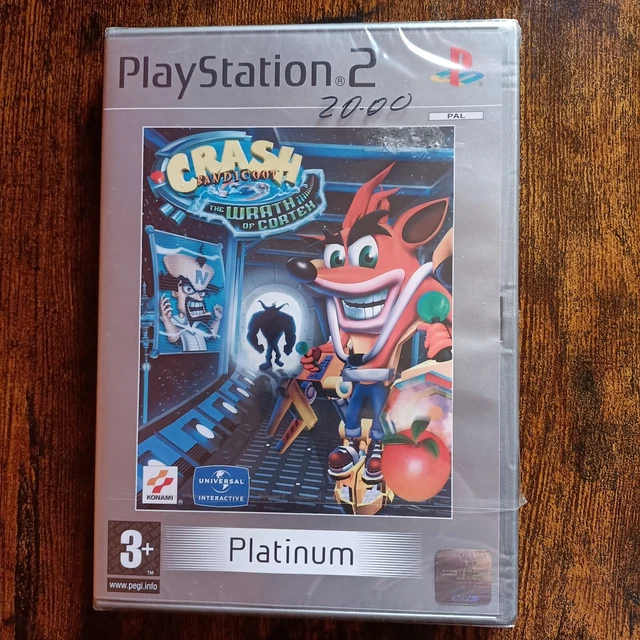 PlayStation®2
20.00
PAL
CRASH
BANDICOOT
THE WRATH
OF CORTEX
N
KONAMI
UNIVERSAL
INTERACTIVE
3+
TM
www.pegi.info
Platinum